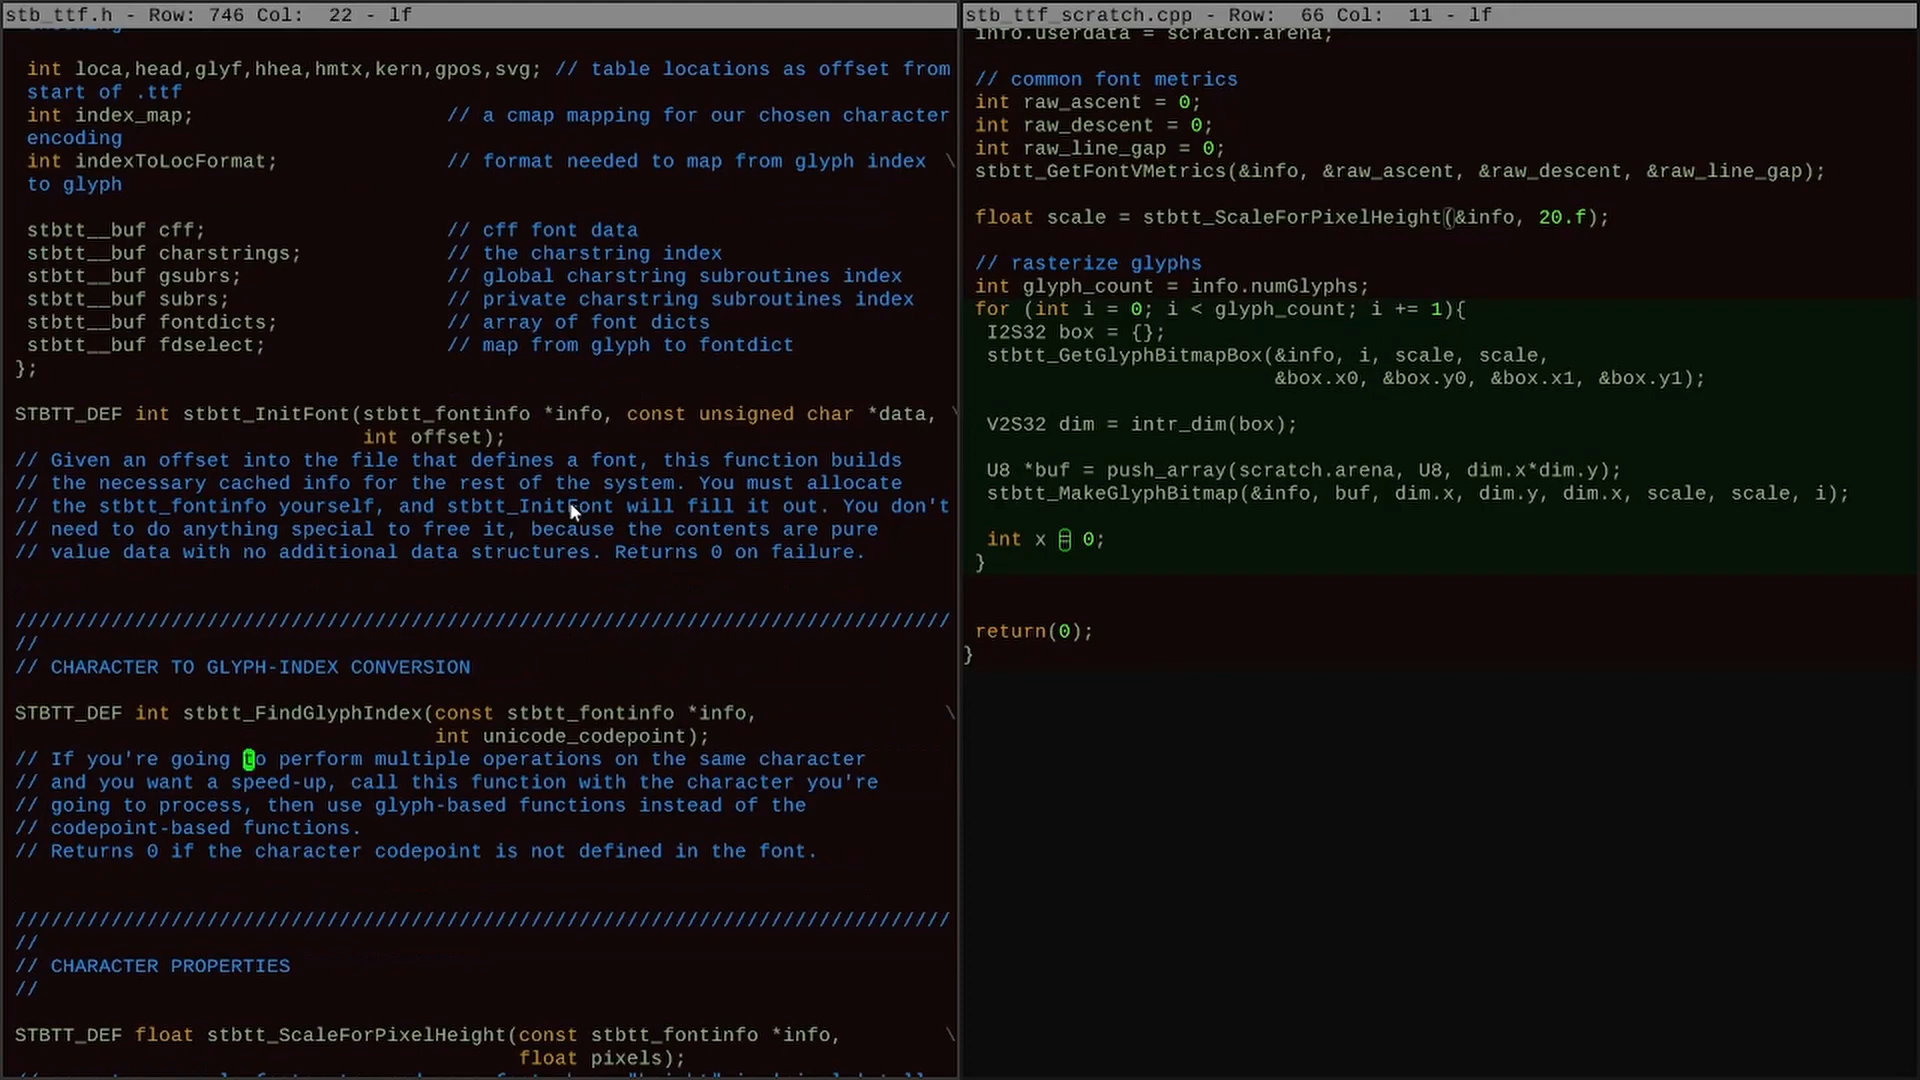 stb_ttf.h - Row: 746 Col:  22 - lf
encoding
int loca,head,glyf,hhea,hmtx,kern,gpos,svg; // table locations as offset from
start of .ttf
int index_map;                     // a cmap mapping for our chosen character
encoding
int indexToLocFormat;              // format needed to map from glyph index  \
to glyph
stbtt__buf cff;                    // cff font data
stbtt__buf charstrings;            // the charstring index
stbtt__buf gsubrs;                 // global charstring subroutines index
stbtt__buf subrs;                  // private charstring subroutines index
stbtt__buf fontdicts;              // array of font dicts
stbtt__buf fdselect;               // map from glyph to fontdict
};
STBTT_DEF int stbtt_InitFont(stbtt_fontinfo *info, const unsigned char *data, \
int offset);
// Given an offset into the file that defines a font, this function builds
// the necessary cached info for the rest of the system. You must allocate
// the stbtt_fontinfo yourself, and stbtt_InitFont will fill it out. You don't
// need to do anything special to free it, because the contents are pure
// value data with no additional data structures. Returns 0 on failure.
//////////////////////////////////////////////////////////////////////////////
//
// CHARACTER TO GLYPH-INDEX CONVERSION
STBTT_DEF int stbtt_FindGlyphIndex(const stbtt_fontinfo *info,                \
int unicode_codepoint);
// If you're going to perform multiple operations on the same character
// and you want a speed-up, call this function with the character you're
// going to process, then use glyph-based functions instead of the
// codepoint-based functions.
// Returns 0 if the character codepoint is not defined in the font.
//////////////////////////////////////////////////////////////////////////////
//
// CHARACTER PROPERTIES
//
STBTT_DEF float stbtt_ScaleForPixelHeight(const stbtt_fontinfo *info,         \
float pixels);
stb_ttf_scratch.cpp - Row:  66 Col:  11 - lf
info.userdata = scratch.arena;
// common font metrics
int raw_ascent = 0;
int raw_descent = 0;
int raw_line_gap = 0;
stbtt_GetFontVMetrics(&info, &raw_ascent, &raw_descent, &raw_line_gap);
float scale = stbtt_ScaleForPixelHeight(&info, 20.f);
// rasterize glyphs
int glyph_count = info.numGlyphs;
for (int i = 0; i < glyph_count; i += 1){
I2S32 box = {};
stbtt_GetGlyphBitmapBox(&info, i, scale, scale,
&box.x0, &box.y0, &box.x1, &box.y1);
V2S32 dim = intr_dim(box);
U8 *buf = push_array(scratch.arena, U8, dim.x*dim.y);
stbtt_MakeGlyphBitmap(&info, buf, dim.x, dim.y, dim.x, scale, scale, i);
int x = 0;
}
return(0);
}